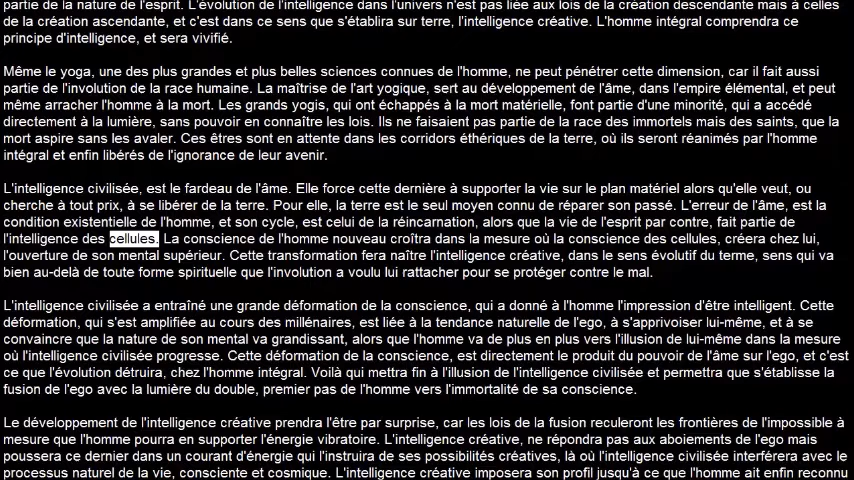 partie de la nature de l'esprit. L'évolution de l'intelligence dans l'univers n'est pas liée aux lois de la création descendante mais à celles
de la création ascendante, et c'est dans ce sens que s'établira sur terre, l'intelligence créative. L'homme intégral comprendra ce
principe d'intelligence, et sera vivifié.
Même le yoga, une des plus grandes et plus belles sciences connues de l'homme, ne peut pénétrer cette dimension, car il fait aussi
partie de l'involution de la race humaine. La maîtrise de l'art yogique, sert au développement de l'âme, dans l'empire élémental, et peut
même arracher l'homme à la mort. Les grands yogis, qui ont échappés à la mort matérielle, font partie d'une minorité, qui a accédé
directement à la lumière, sans pouvoir en connaître les lois. Ils ne faisaient pas partie de la race des immortels mais des saints, que la
mort aspire sans les avaler. Ces êtres sont en attente dans les corridors éthériques de la terre, où ils seront réanimés par l'homme
intégral et enfin libérés de l'ignorance de leur avenir.
L'intelligence civilisée, est le fardeau de l'âme. Elle force cette dernière à supporter la vie sur le plan matériel alors qu'elle veut, ou
cherche à tout prix, à se libérer de la terre. Pour elle, la terre est le seul moyen connu de réparer son passé. L'erreur de l'âme, est la
condition existentielle de l'homme, et son cycle, est celui de la réincarnation, alors que la vie de l'esprit par contre, fait partie de
l'intelligence des cellules. La conscience de l'homme nouveau croîtra dans la mesure où la conscience des cellules, créera chez lui,
l'ouverture de son mental supérieur. Cette transformation fera naître l'intelligence créative, dans le sens évolutif du terme, sens qui va
bien au-delà de toute forme spirituelle que l'involution a voulu lui rattacher pour se protéger contre le mal.
L'intelligence civilisée a entraîné une grande déformation de la conscience, qui a donné à l'homme l'impression d'être intelligent. Cette
déformation, qui s'est amplifiée au cours des millénaires, est liée à la tendance naturelle de l'ego, à s'apprivoiser lui-même, et à se
convaincre que la nature de son mental va grandissant, alors que l'homme va de plus en plus vers l'illusion de lui-même dans la mesure
où l'intelligence civilisée progresse. Cette déformation de la conscience, est directement le produit du pouvoir de l'âme sur l'ego, et c'est
ce que l'évolution détruira, chez l'homme intégral. Voilà qui mettra fin à l'illusion de l'intelligence civilisée et permettra que s'établisse la
fusion de l'ego avec la lumière du double, premier pas de l'homme vers l'immortalité de sa conscience.
Le développement de l'intelligence créative prendra l'être par surprise, car les lois de la fusion reculeront les frontières de l'impossible à
mesure que l'homme pourra en supporter l'énergie vibratoire. L'intelligence créative, ne répondra pas aux aboiements de l'ego mais
poussera ce dernier dans un courant d'énergie qui l'instruira de ses possibilités créatives, là où l'intelligence civilisée interférera avec le
processus naturel de la vie, consciente et cosmique. L'intelligence créative imposera son profil jusqu'à ce que l'homme ait enfin reconnu